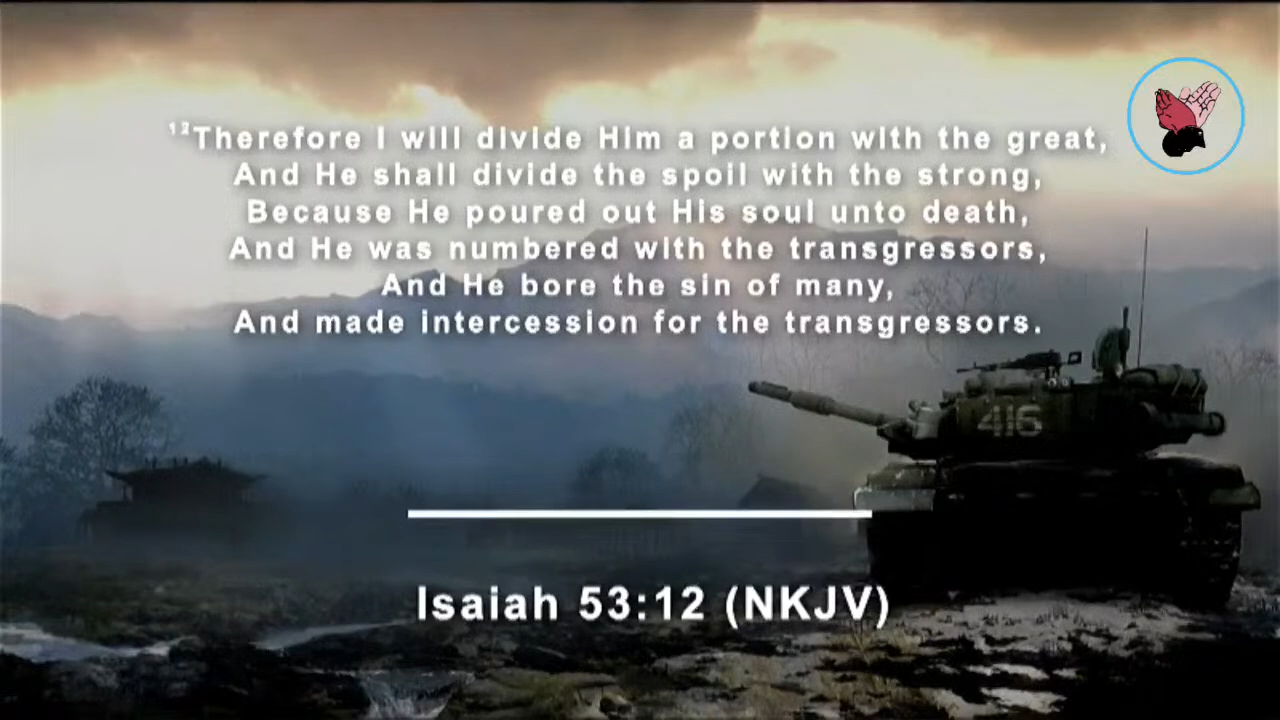 ¹²Therefore I will divide Him a portion with the great,
And He shall divide the spoil with the strong,
Because He poured out His soul unto death,
And He was numbered with the transgressors,
And He bore the sin of many,
And made intercession for the transgressors.
416
Isaiah 53:12 (NKJV)